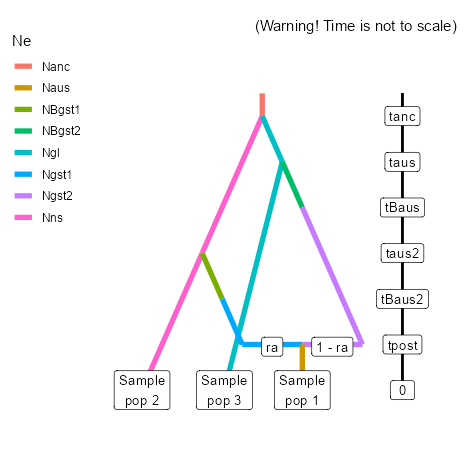 (Warning! Time is not to scale)
Ne
Nanc
Naus
NBgst1
NBgst2
Ngl
Ngst1
Ngst2
Nns
tanc
taus
tBaus
taus2
tBaus2
tpost
0
ra
1 - ra
Sample
pop 2
Sample
pop 3
Sample
pop 1